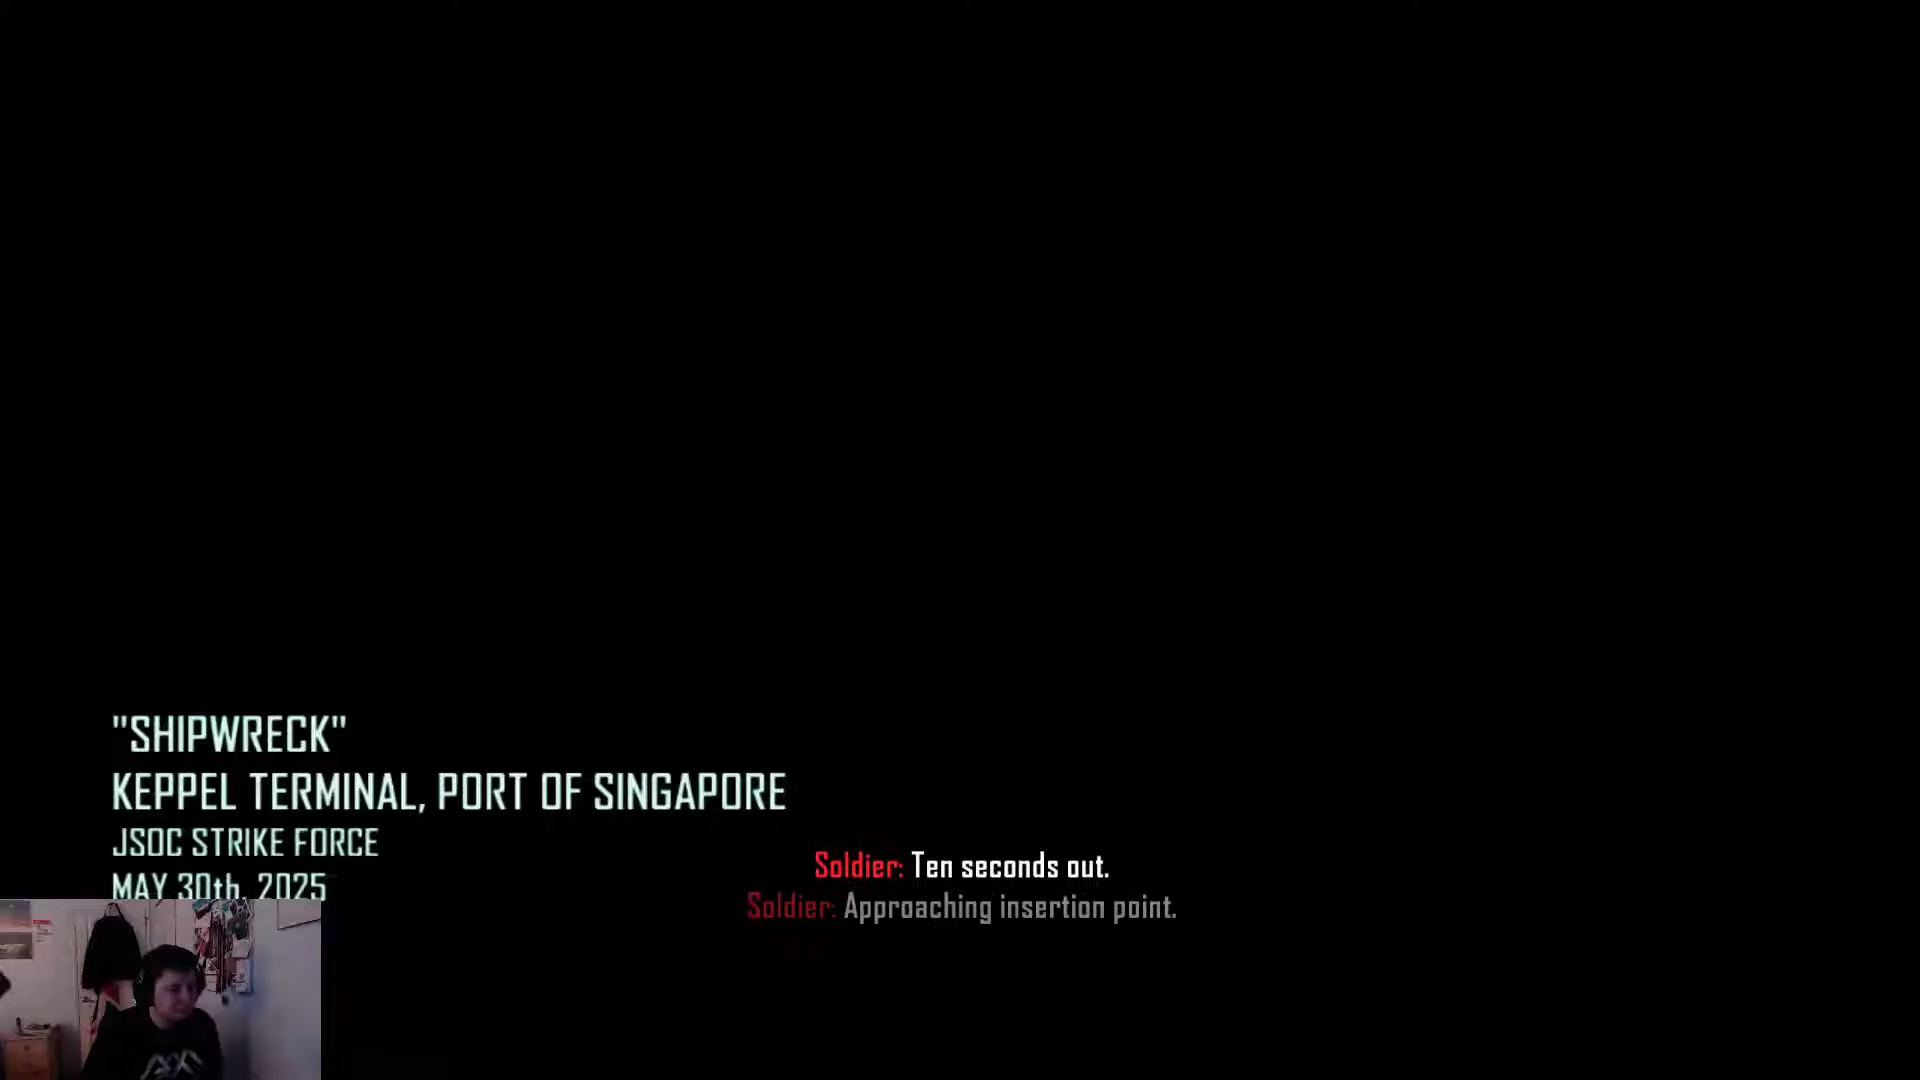 "SHIPWRECK"
KEPPEL TERMINAL, PORT OF SINGAPORE
JSOC STRIKE FORCE
MAY 30th, 2025
Soldier: Ten seconds out.
Soldier: Approaching insertion point.